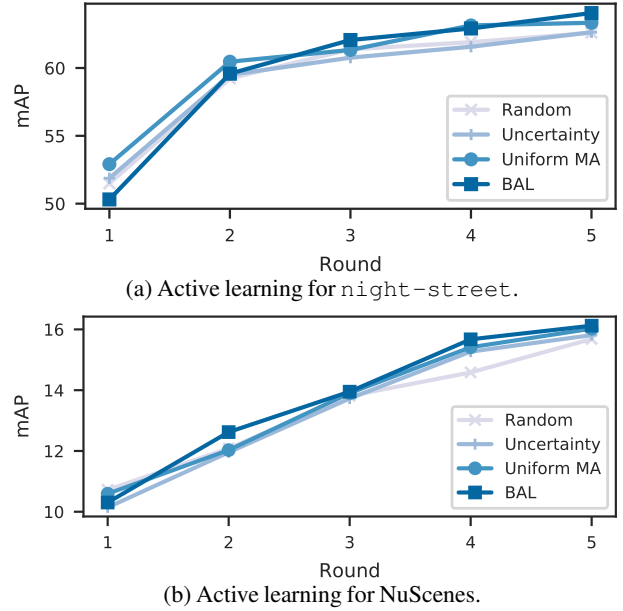 60
55
50
mAP
Random
Uncertainty
Uniform MA
BAL
1 2 3 4 5
Round
(a) Active learning for night-street.
16
14
12
10
mAP
Random
Uncertainty
Uniform MA
BAL
1 2 3 4 5
Round
(b) Active learning for NuScenes.